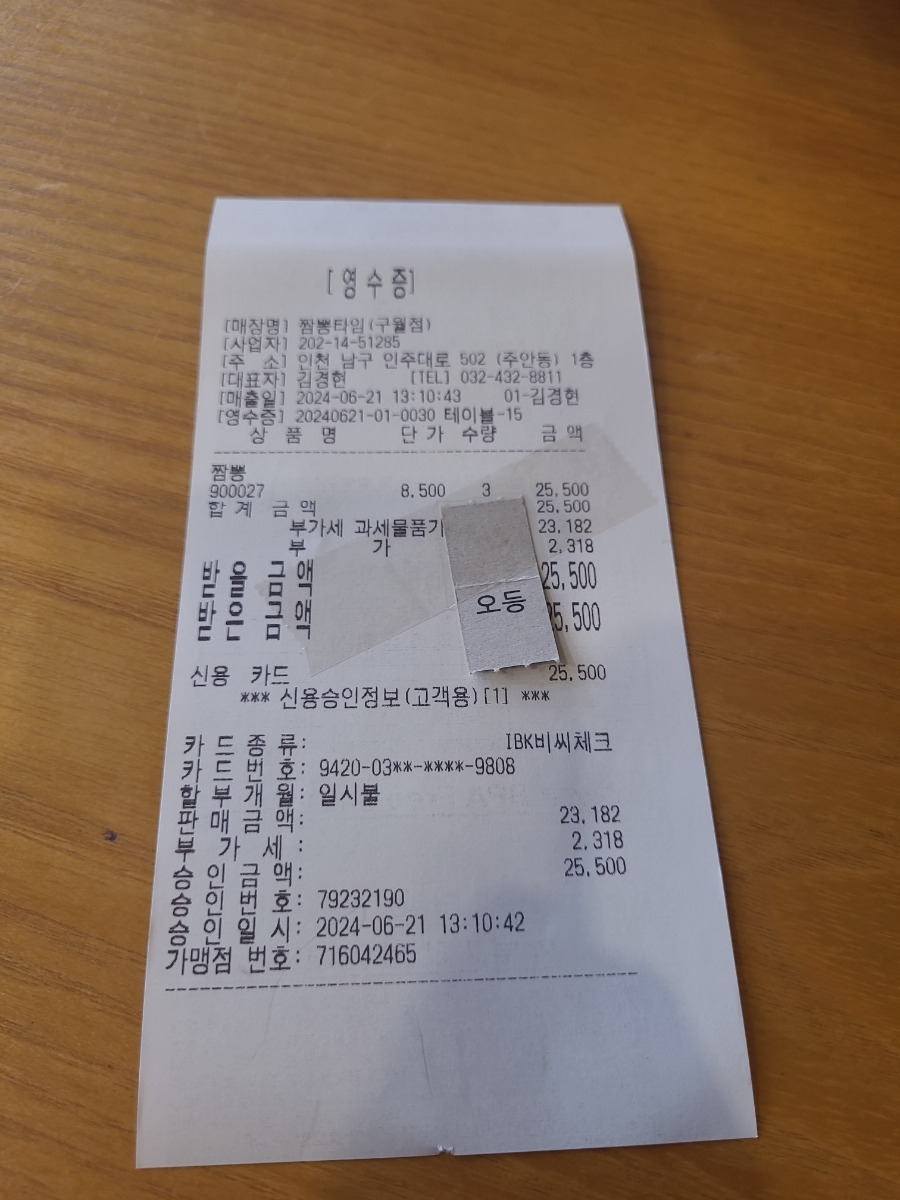 [영수증]
[매장명] 짬뽕타임(구월점)
[사업자] 202-14-51285
[주 소] 인천 남구 인주대로 502 (주안동) 1층
[대표자] 김경현 [TEL] 032-432-8811
[매출일] 2024-06-21 13:10:43 01-김경현
[영수증] 20240621-01-0030 테이블-15
상 품 명 단 가 수량 금 액
짬뽕
900027 8,500 3 25,500
합 계 금 액 25,500
부가세 과세물품가 23,182
부 가 2,318
받 을 금 액 25,500
받 은 금 액 25,500
오등
신용 카드 25,500
*** 신용승인정보(고객용)[1] ***
카 드 종 류: IBK비씨체크
카 드 번 호: 9420-03**-****-9808
할 부 개 월: 일시불
판 매 금 액: 23,182
부 가 세 : 2,318
승 인 금 액: 25,500
승 인 번 호: 79232190
승 인 일 시: 2024-06-21 13:10:42
가맹점 번호: 716042465